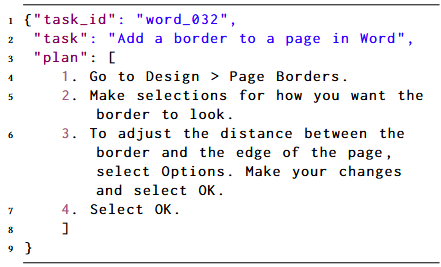 1 {"task_id": "word_032",
2 "task": "Add a border to a page in Word",
3 "plan": [
4 1. Go to Design > Page Borders.
5 2. Make selections for how you want the
border to look.
6 3. To adjust the distance between the
border and the edge of the page,
select Options. Make your changes
and select OK.
7 4. Select OK.
8 ]
9 }